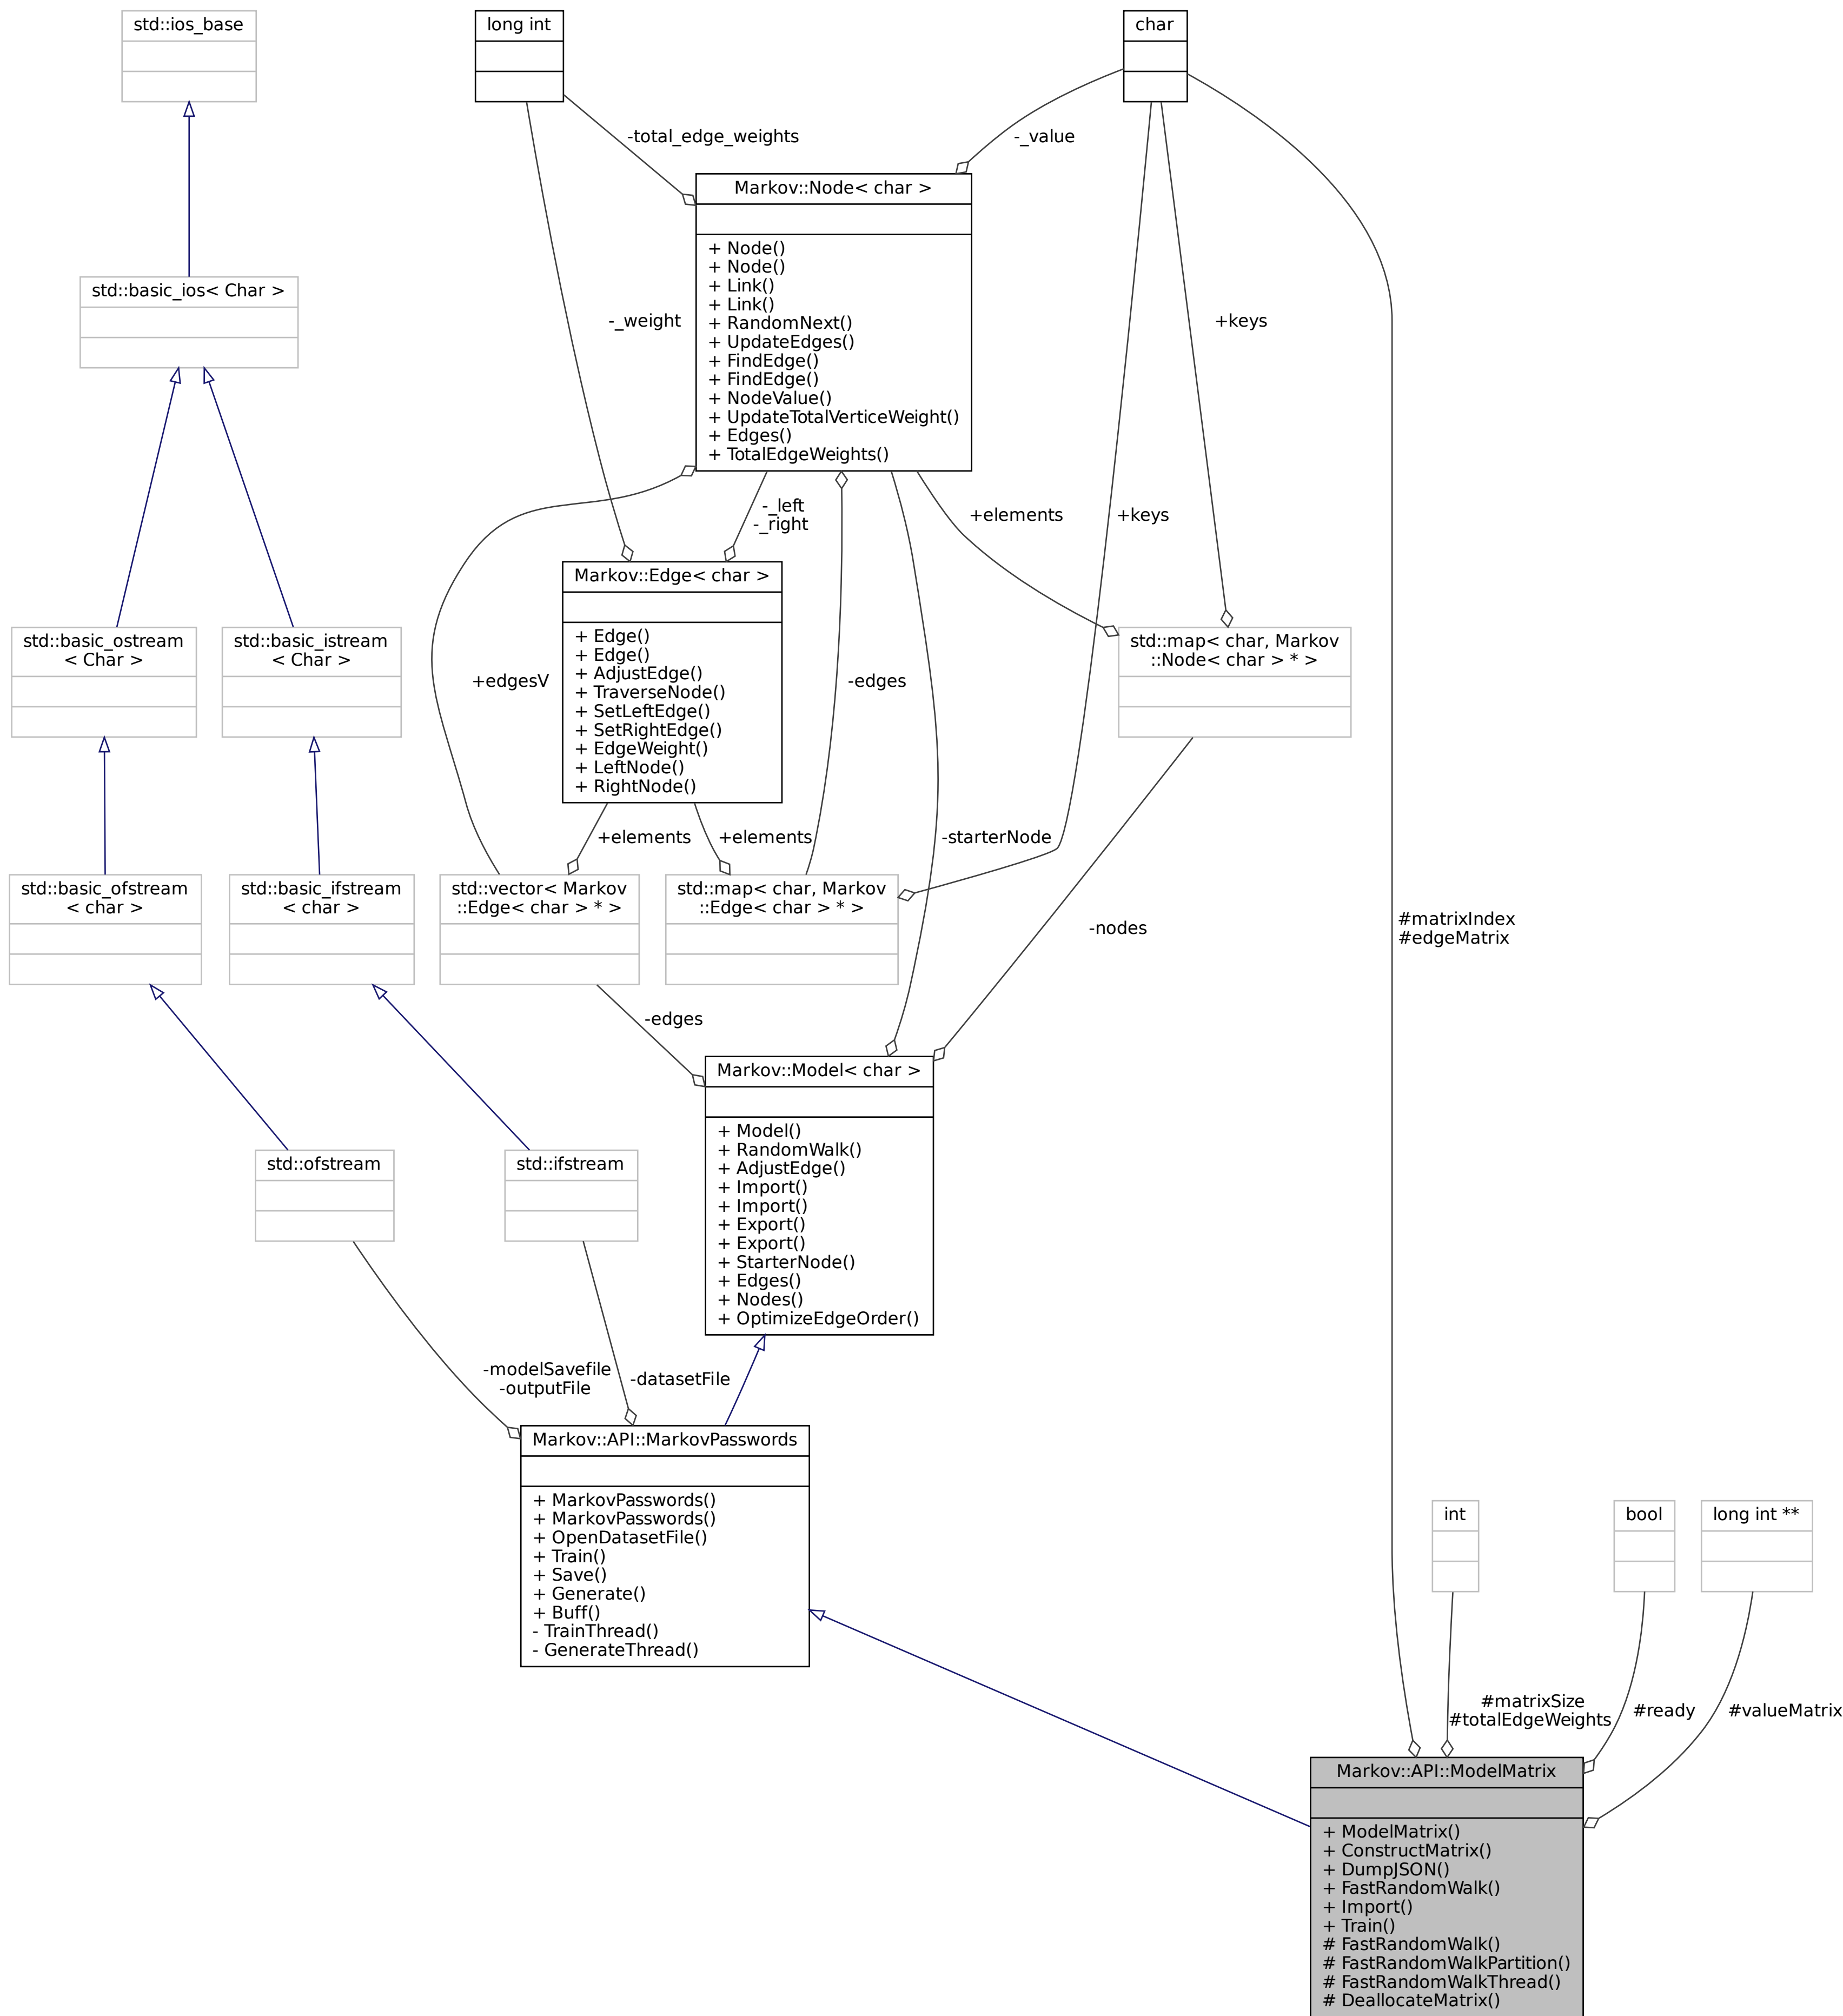 std::ios_base
long int
char
-total_edge_weights
-_value
Markov::Node< char >
+ Node()
+ Node()
+ Link()
+ Link()
+ RandomNext()
+ UpdateEdges()
+ FindEdge()
+ FindEdge()
+ NodeValue()
+ UpdateTotalVerticeWeight()
+ Edges()
+ TotalEdgeWeights()
std::basic_ios< Char >
-_weight
+keys
-_left
-_right
+elements
+keys
Markov::Edge< char >
+ Edge()
+ Edge()
+ AdjustEdge()
+ TraverseNode()
+ SetLeftEdge()
+ SetRightEdge()
+ EdgeWeight()
+ LeftNode()
+ RightNode()
std::basic_ostream
< Char >
std::basic_istream
< Char >
std::map< char, Markov
::Node< char > * >
+edgesV
-edges
+elements
+elements
-starterNode
std::basic_ofstream
< char >
std::basic_ifstream
< char >
std::vector< Markov
::Edge< char > * >
std::map< char, Markov
::Edge< char > * >
-nodes
#matrixIndex
#edgeMatrix
-edges
Markov::Model< char >
+ Model()
+ RandomWalk()
+ AdjustEdge()
+ Import()
+ Import()
+ Export()
+ Export()
+ StarterNode()
+ Edges()
+ Nodes()
+ OptimizeEdgeOrder()
std::ofstream
std::ifstream
-modelSavefile
-outputFile
-datasetFile
Markov::API::MarkovPasswords
+ MarkovPasswords()
+ MarkovPasswords()
+ OpenDatasetFile()
+ Train()
+ Save()
+ Generate()
+ Buff()
- TrainThread()
- GenerateThread()
int
bool
long int **
#matrixSize
#totalEdgeWeights
#ready
#valueMatrix
Markov::API::ModelMatrix
+ ModelMatrix()
+ ConstructMatrix()
+ DumpJSON()
+ FastRandomWalk()
+ Import()
+ Train()
# FastRandomWalk()
# FastRandomWalkPartition()
# FastRandomWalkThread()
# DeallocateMatrix()